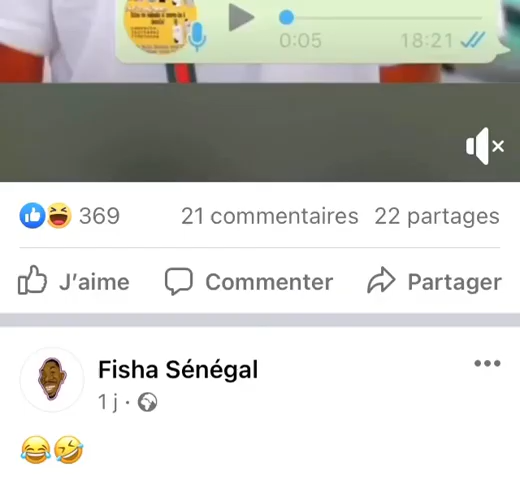 0:05 18:21
369 21 commentaires 22 partages
J'aime Commenter Partager
Fisha Sénégal
1 j ·